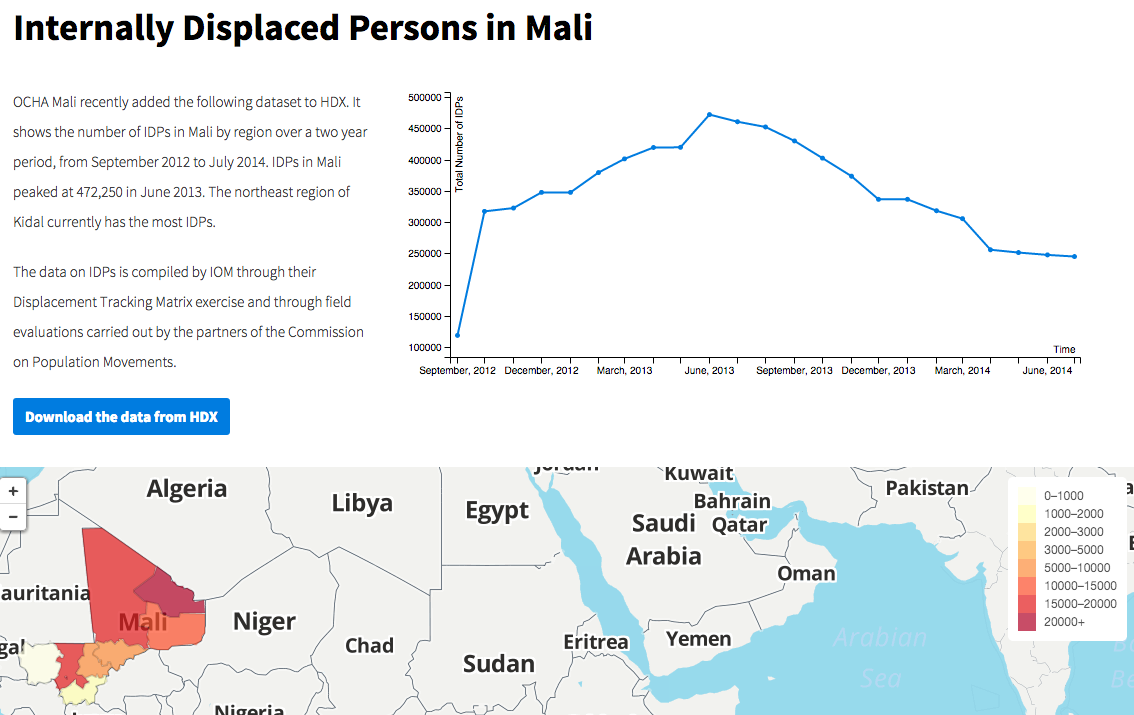 Internally Displaced Persons in Mali
OCHA Mali recently added the following dataset to HDX. It
shows the number of IDPs in Mali by region over a two year
period, from September 2012 to July 2014. IDPs in Mali
peaked at 472,250 in June 2013. The northeast region of
Kidal currently has the most IDPs.
The data on IDPs is compiled by IOM through their
Displacement Tracking Matrix exercise and through field
evaluations carried out by the partners of the Commission
on Population Movements.
Download the data from HDX
Total Number of IDPs
500000
450000
400000
350000
300000
250000
200000
150000
100000
Time
September, 2012 December, 2012 March, 2013 June, 2013 September, 2013 December, 2013 March, 2014 June, 2014
+
−
Jordan
Kuwait
Algeria
Libya
Egypt
Bahrain
Pakistan
Saudi
Arabia
Qatar
Oman
auritania
Mali
Niger
Chad
Eritrea
Yemen
Sudan
Arabian
Sea
gal
Nigeria
0–1000
1000–2000
2000–3000
3000–5000
5000–10000
10000–15000
15000–20000
20000+